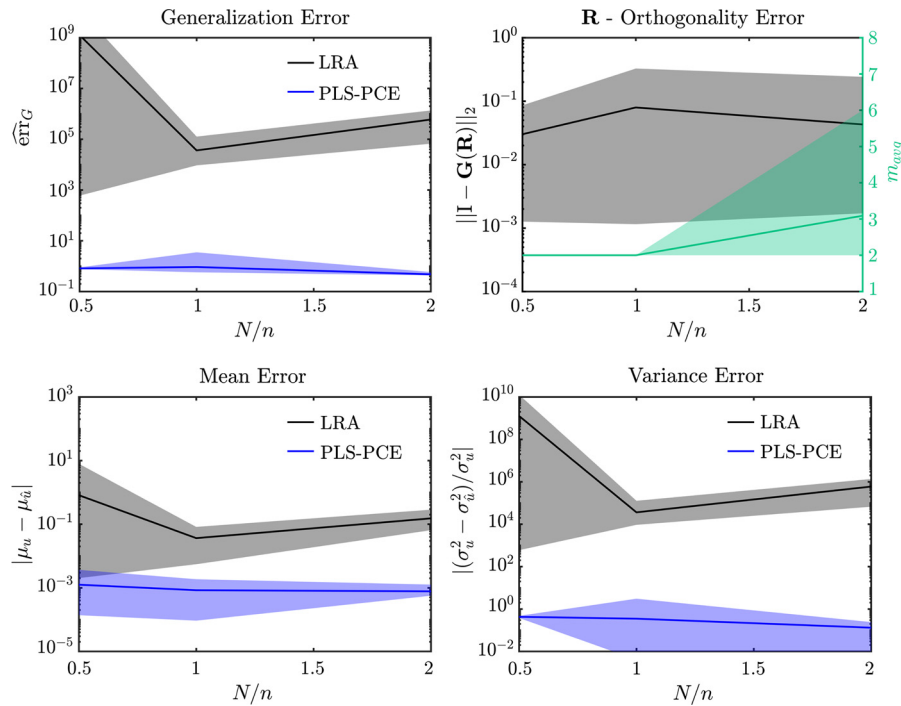 Generalization Error
10^9
10^7
10^5
10^3
10^1
10^-1
êrr_G
LRA
PLS-PCE
0.5
1
1.5
2
N/n
R - Orthogonality Error
10^0
10^-1
10^-2
10^-3
10^-4
||I − G(R)||_2
8
7
6
5
4
3
2
1
m_avg
0.5
1
1.5
2
N/n
Mean Error
10^3
10^1
10^-1
10^-3
10^-5
|μ_u − μ_û|
LRA
PLS-PCE
0.5
1
1.5
2
N/n
Variance Error
10^10
10^8
10^6
10^4
10^2
10^0
10^-2
|(σ_u^2 − σ_û^2)/σ_u^2|
LRA
PLS-PCE
0.5
1
1.5
2
N/n